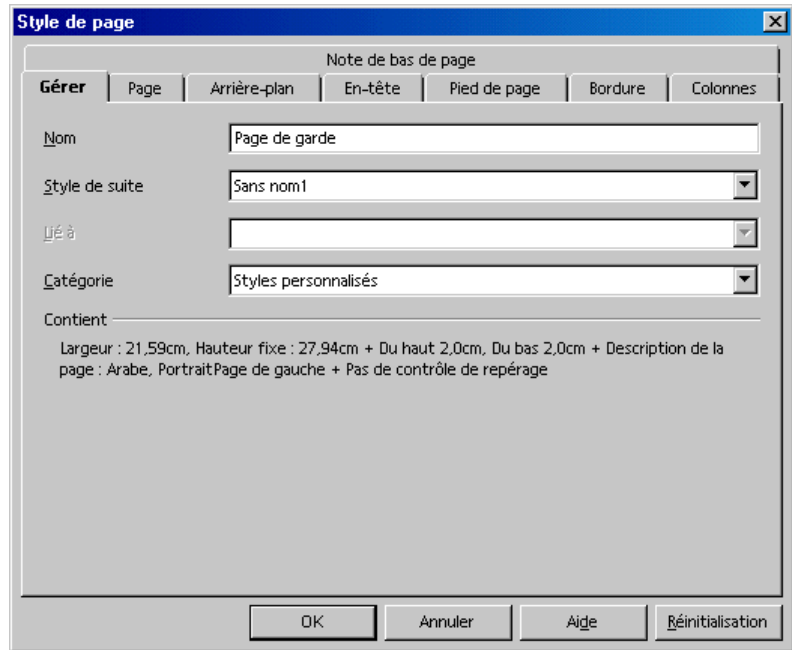 Style de page
Note de bas de page
Gérer Page Arrière-plan En-tête Pied de page Bordure Colonnes
Nom Page de garde
Style de suite Sans nom1
Lié à
Catégorie Styles personnalisés
Contient
Largeur : 21,59cm, Hauteur fixe : 27,94cm + Du haut 2,0cm, Du bas 2,0cm + Description de la
page : Arabe, PortraitPage de gauche + Pas de contrôle de repérage
OK Annuler Aide Réinitialisation